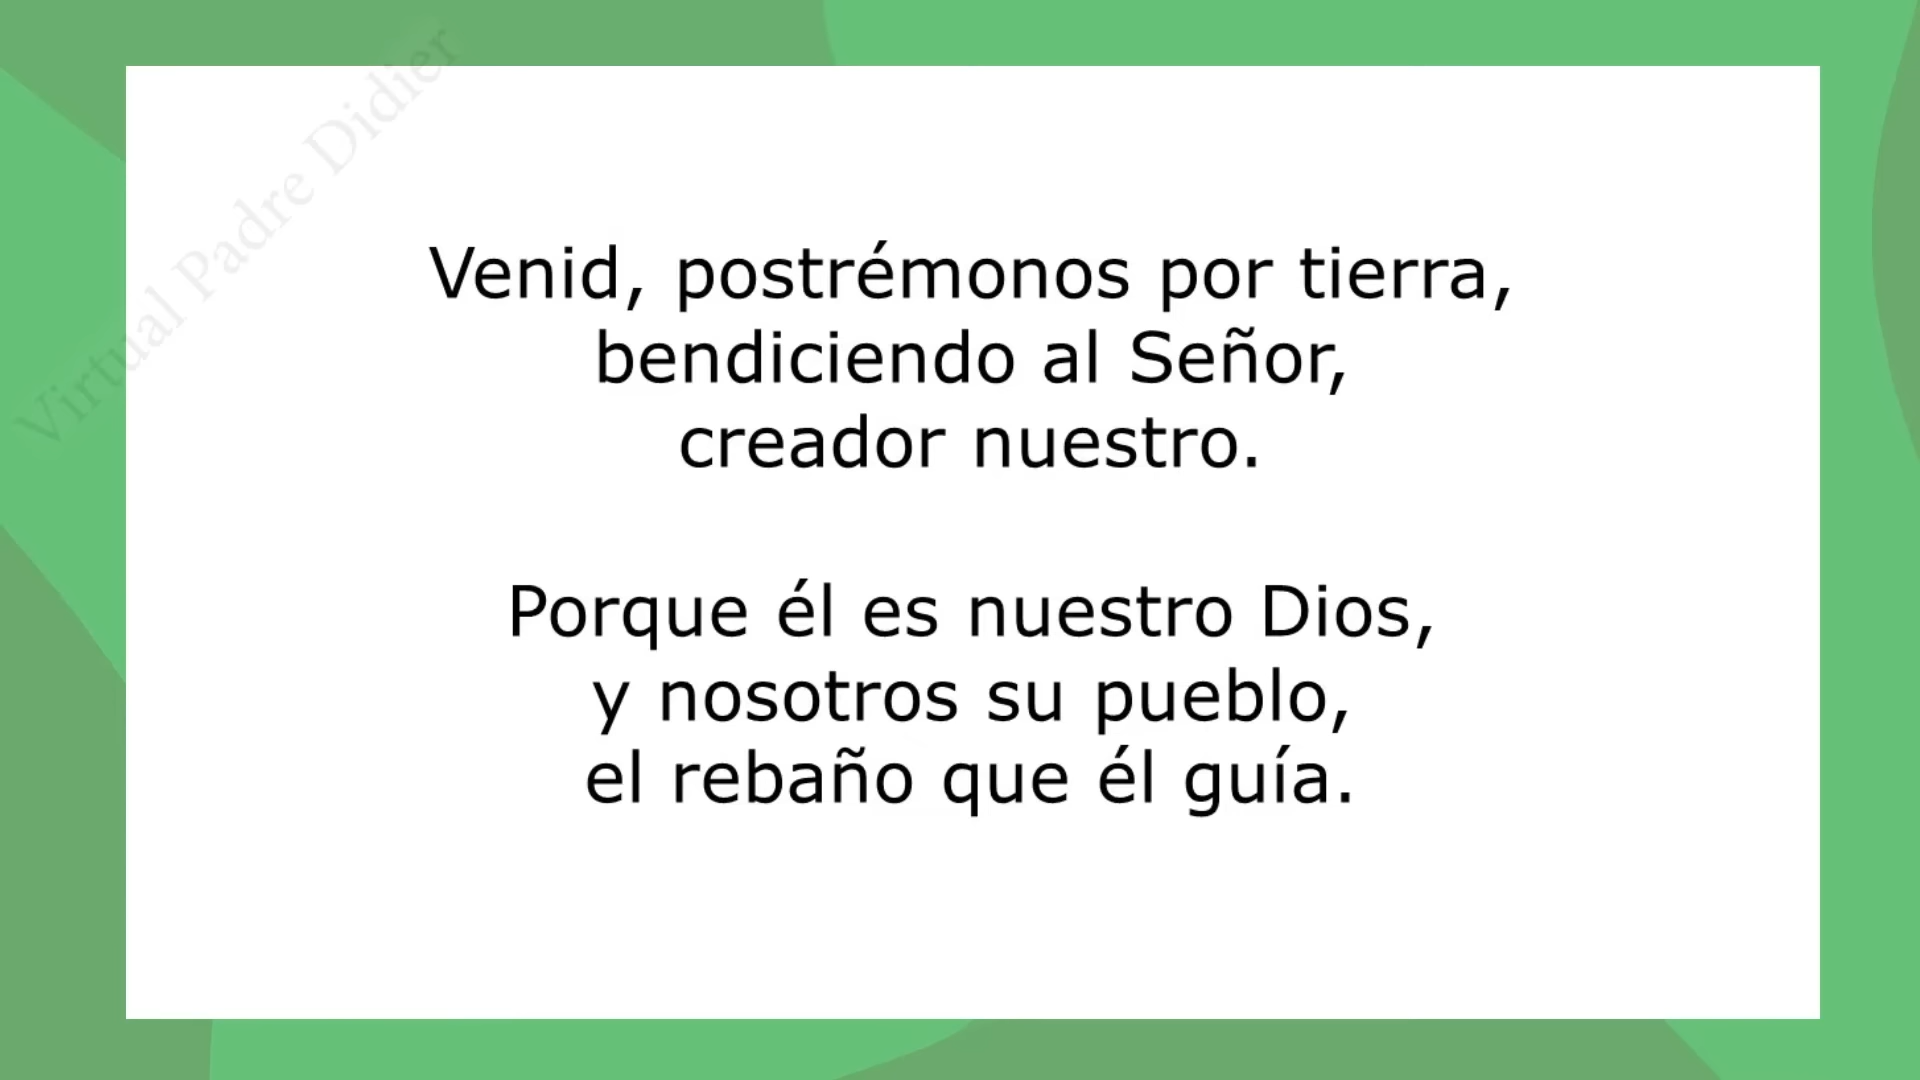 Virtual Padre Didier
Venid, postrémonos por tierra,
bendiciendo al Señor,
creador nuestro.
Porque él es nuestro Dios,
y nosotros su pueblo,
el rebaño que él guía.